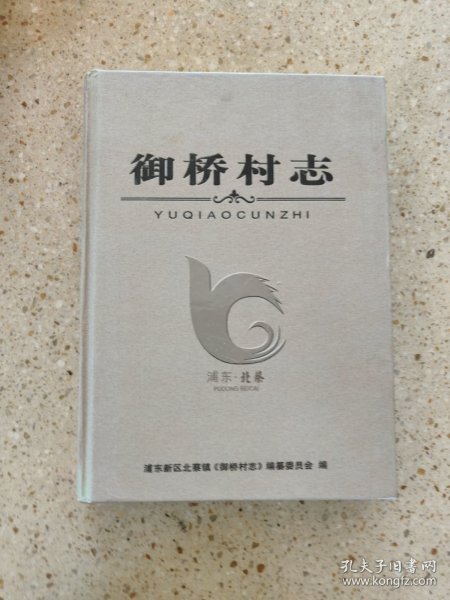 御桥村志
YUQIAOCUNZHI
浦东·北蔡
PUDONG BEICAI
浦东新区北蔡镇《御桥村志》编纂委员会 编
孔夫子旧书网
www.kongfz.com